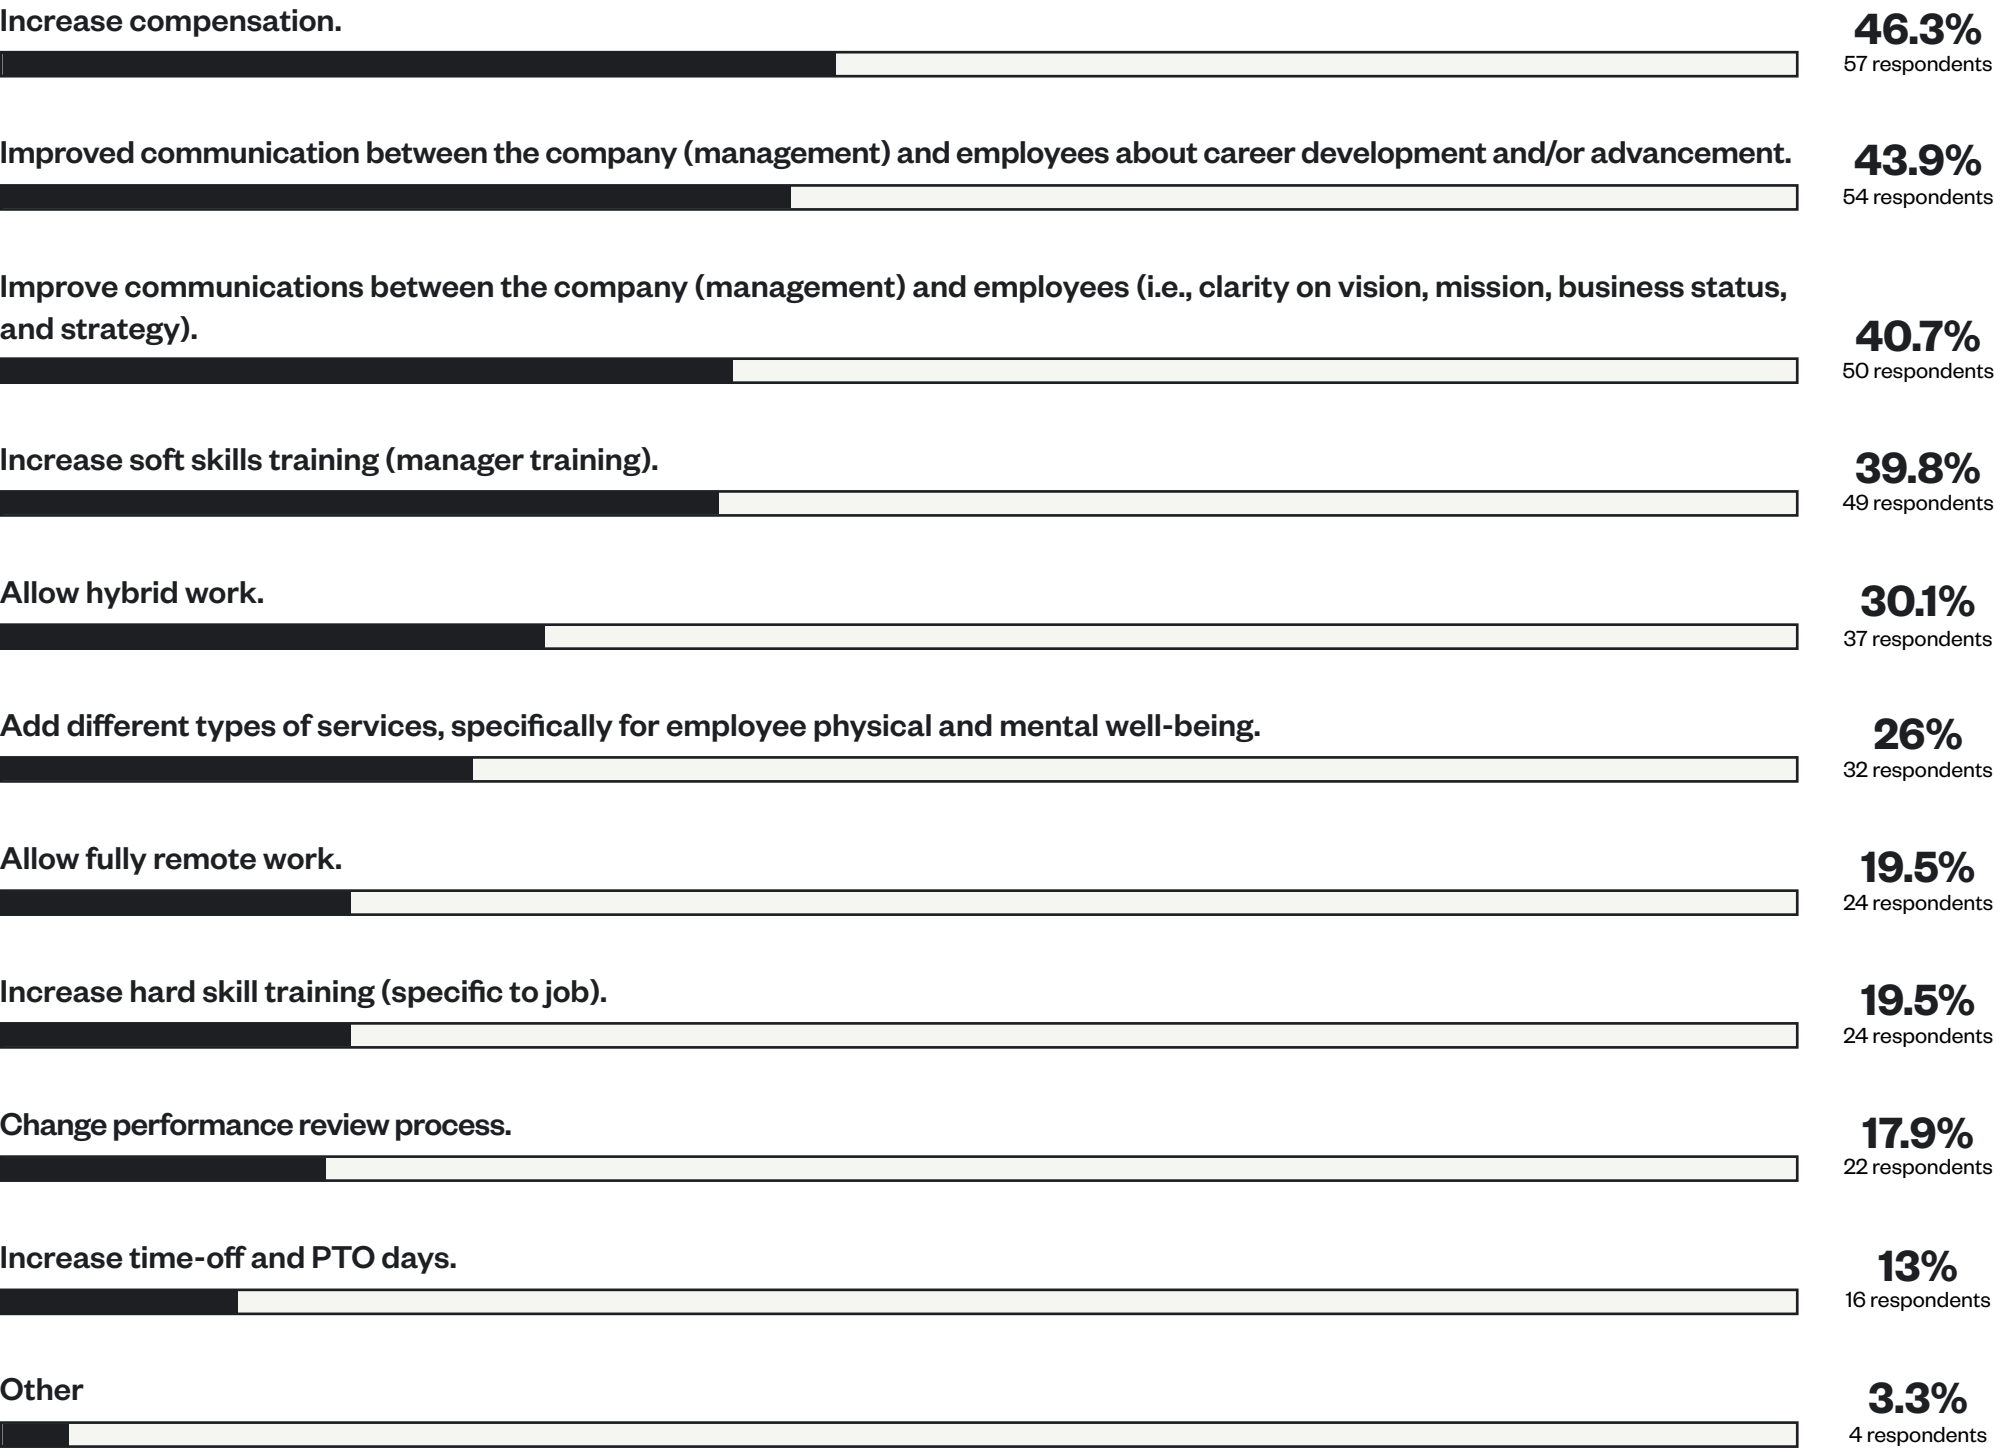 Increase compensation.
46.3%
57 respondents
Improved communication between the company (management) and employees about career development and/or advancement.
43.9%
54 respondents
Improve communications between the company (management) and employees (i.e., clarity on vision, mission, business status,
and strategy).
40.7%
50 respondents
Increase soft skills training (manager training).
39.8%
49 respondents
Allow hybrid work.
30.1%
37 respondents
Add different types of services, specifically for employee physical and mental well-being.
26%
32 respondents
Allow fully remote work.
19.5%
24 respondents
Increase hard skill training (specific to job).
19.5%
24 respondents
Change performance review process.
17.9%
22 respondents
Increase time-off and PTO days.
13%
16 respondents
Other
3.3%
4 respondents